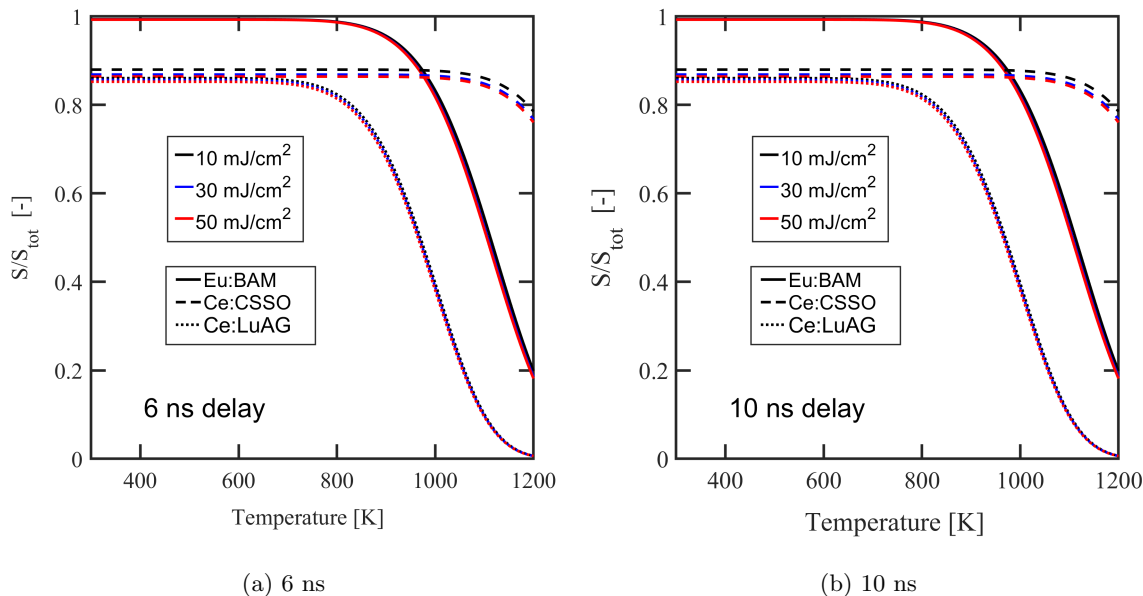 1
0.8
0.6
0.4
0.2
0
S/S_tot [-]
10 mJ/cm²
30 mJ/cm²
50 mJ/cm²
Eu:BAM
Ce:CSSO
Ce:LuAG
6 ns delay
400 600 800 1000 1200
Temperature [K]
(a) 6 ns
1
0.8
0.6
0.4
0.2
0
S/S_tot [-]
10 mJ/cm²
30 mJ/cm²
50 mJ/cm²
Eu:BAM
Ce:CSSO
Ce:LuAG
10 ns delay
400 600 800 1000 1200
Temperature [K]
(b) 10 ns